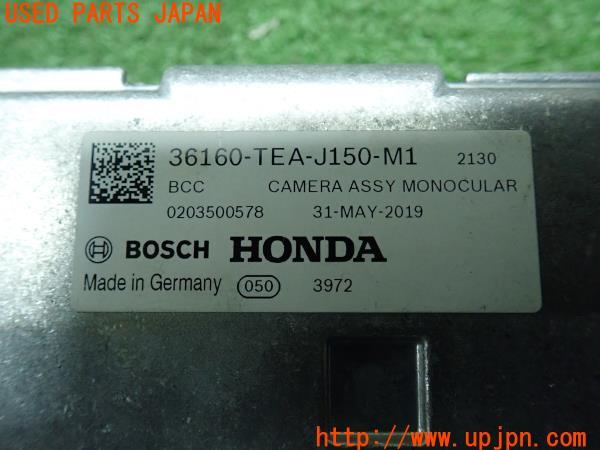 USED PARTS JAPAN
36160-TEA-J150-M1 2130
BCC CAMERA ASSY MONOCULAR
0203500578 31-MAY-2019
BOSCH HONDA
Made in Germany 050 3972
http://www.upjpn.com